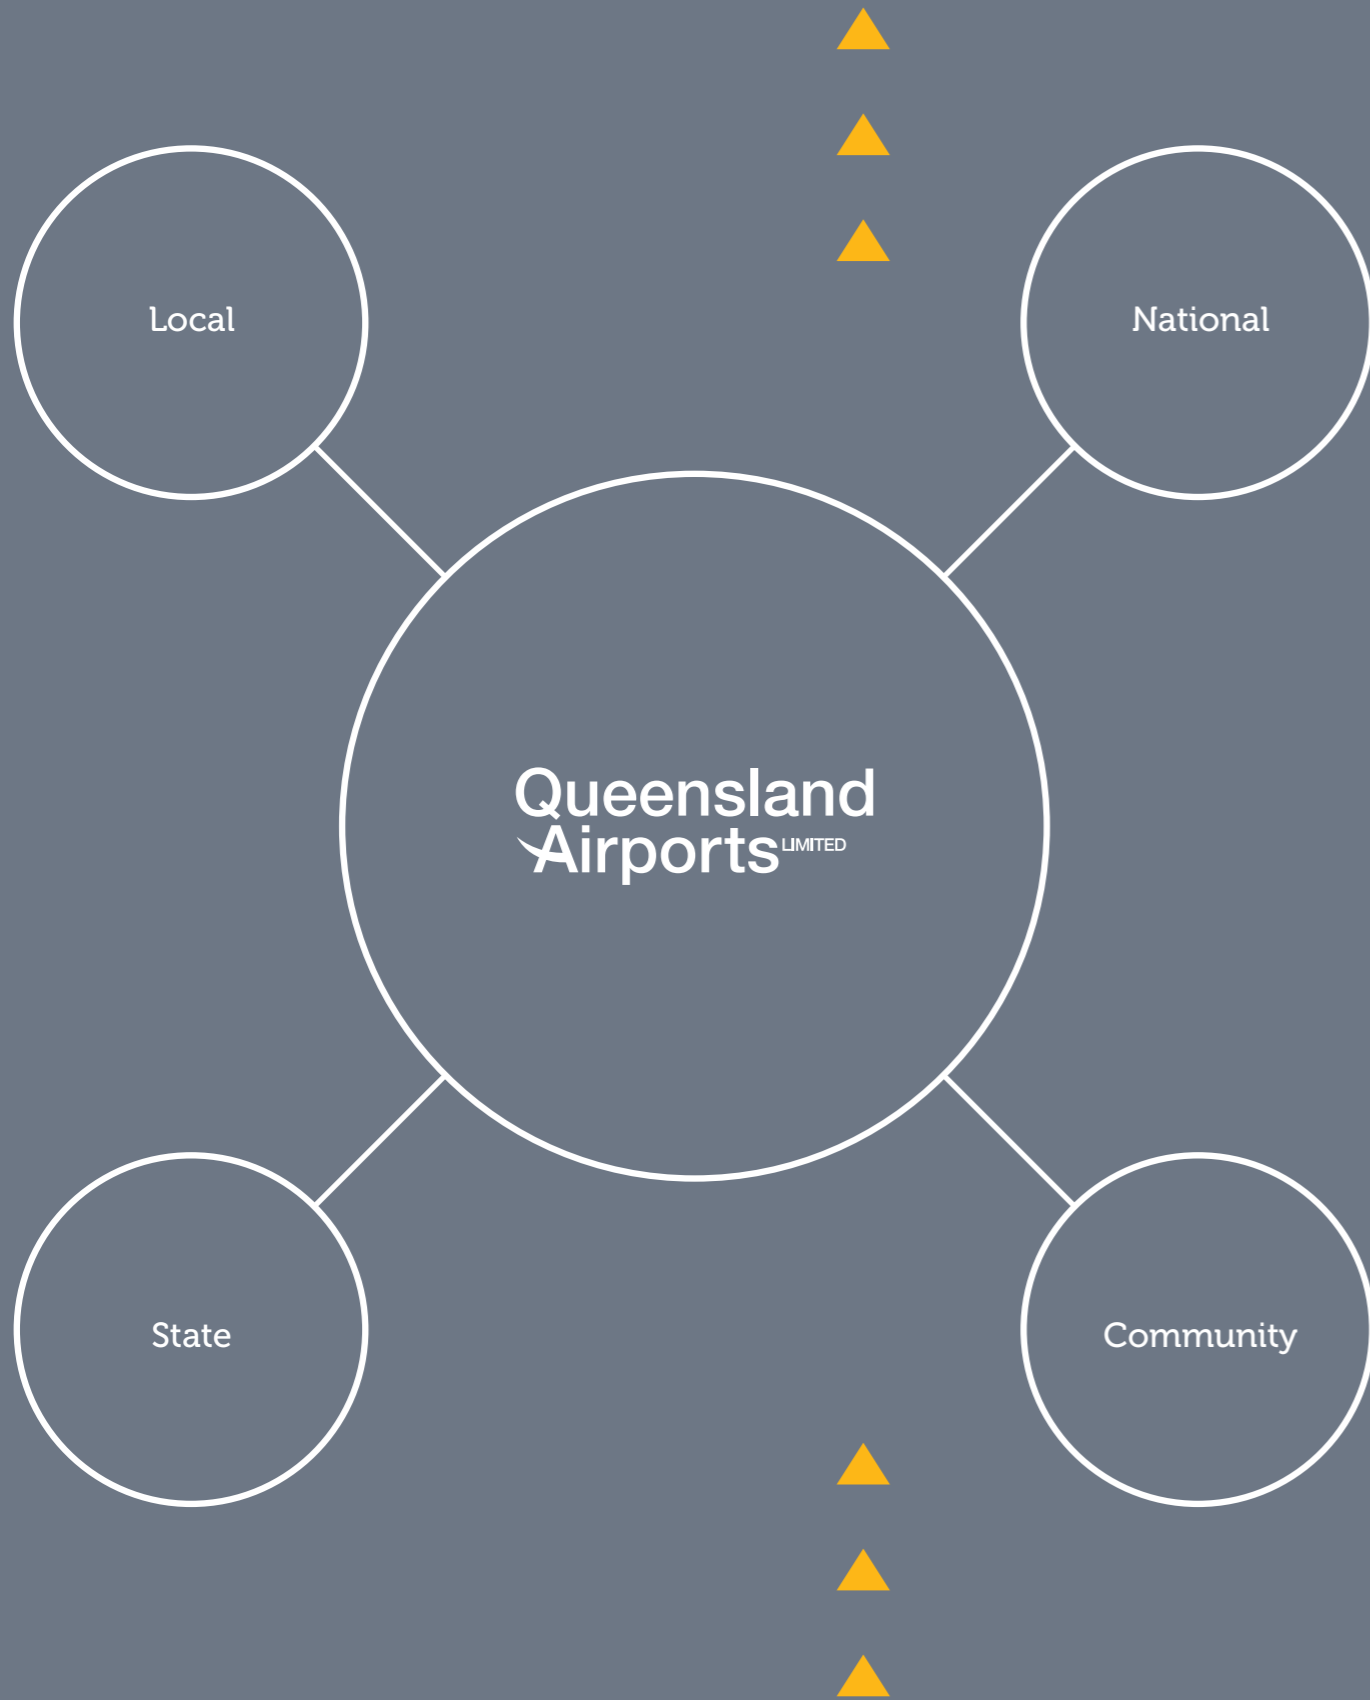 Local
National
Queensland
Airports LIMITED
State
Community